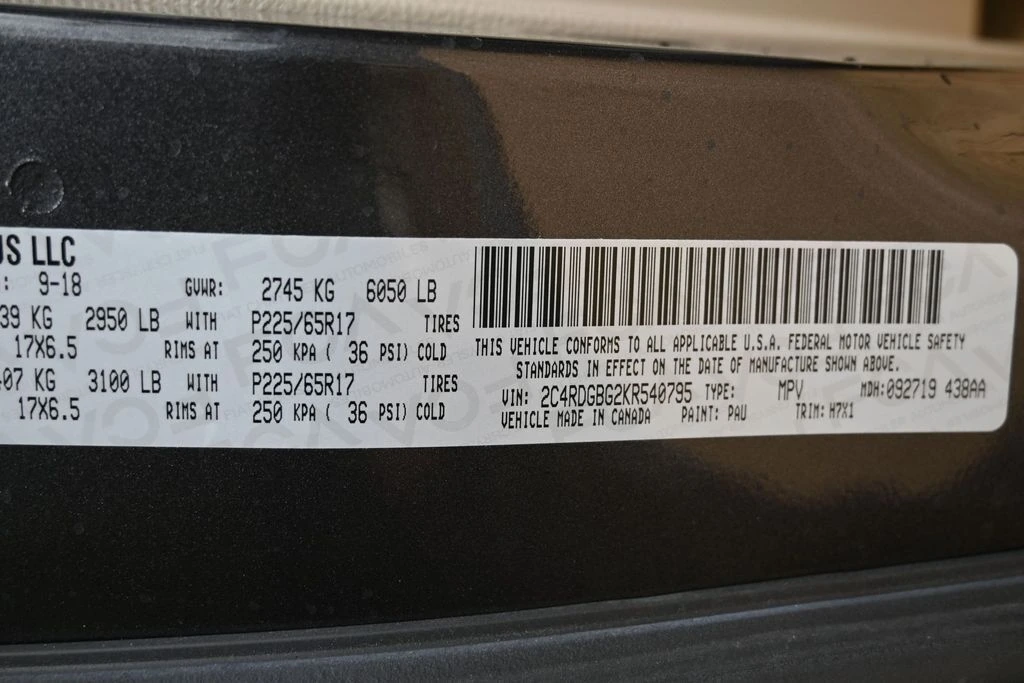 US LLC
: 9-18 GVWR: 2745 KG 6050 LB
39 KG 2950 LB WITH P225/65R17 TIRES
17X6.5 RIMS AT 250 KPA ( 36 PSI) COLD
407 KG 3100 LB WITH P225/65R17 TIRES
17X6.5 RIMS AT 250 KPA ( 36 PSI) COLD
THIS VEHICLE CONFORMS TO ALL APPLICABLE U.S.A. FEDERAL MOTOR VEHICLE SAFETY
STANDARDS IN EFFECT ON THE DATE OF MANUFACTURE SHOWN ABOVE.
VIN: 2C4RDGBG2KR540795 TYPE: MPV MDH:092719 438AA
VEHICLE MADE IN CANADA PAINT: PAU TRIM: H7X1